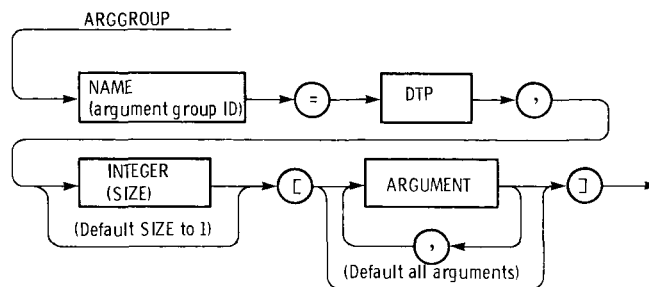 ARGGROUP
NAME
(argument group ID)
=
DTP
,
INTEGER
(SIZE)
(Default SIZE to 1)
[
ARGUMENT
]
,
(Default all arguments)